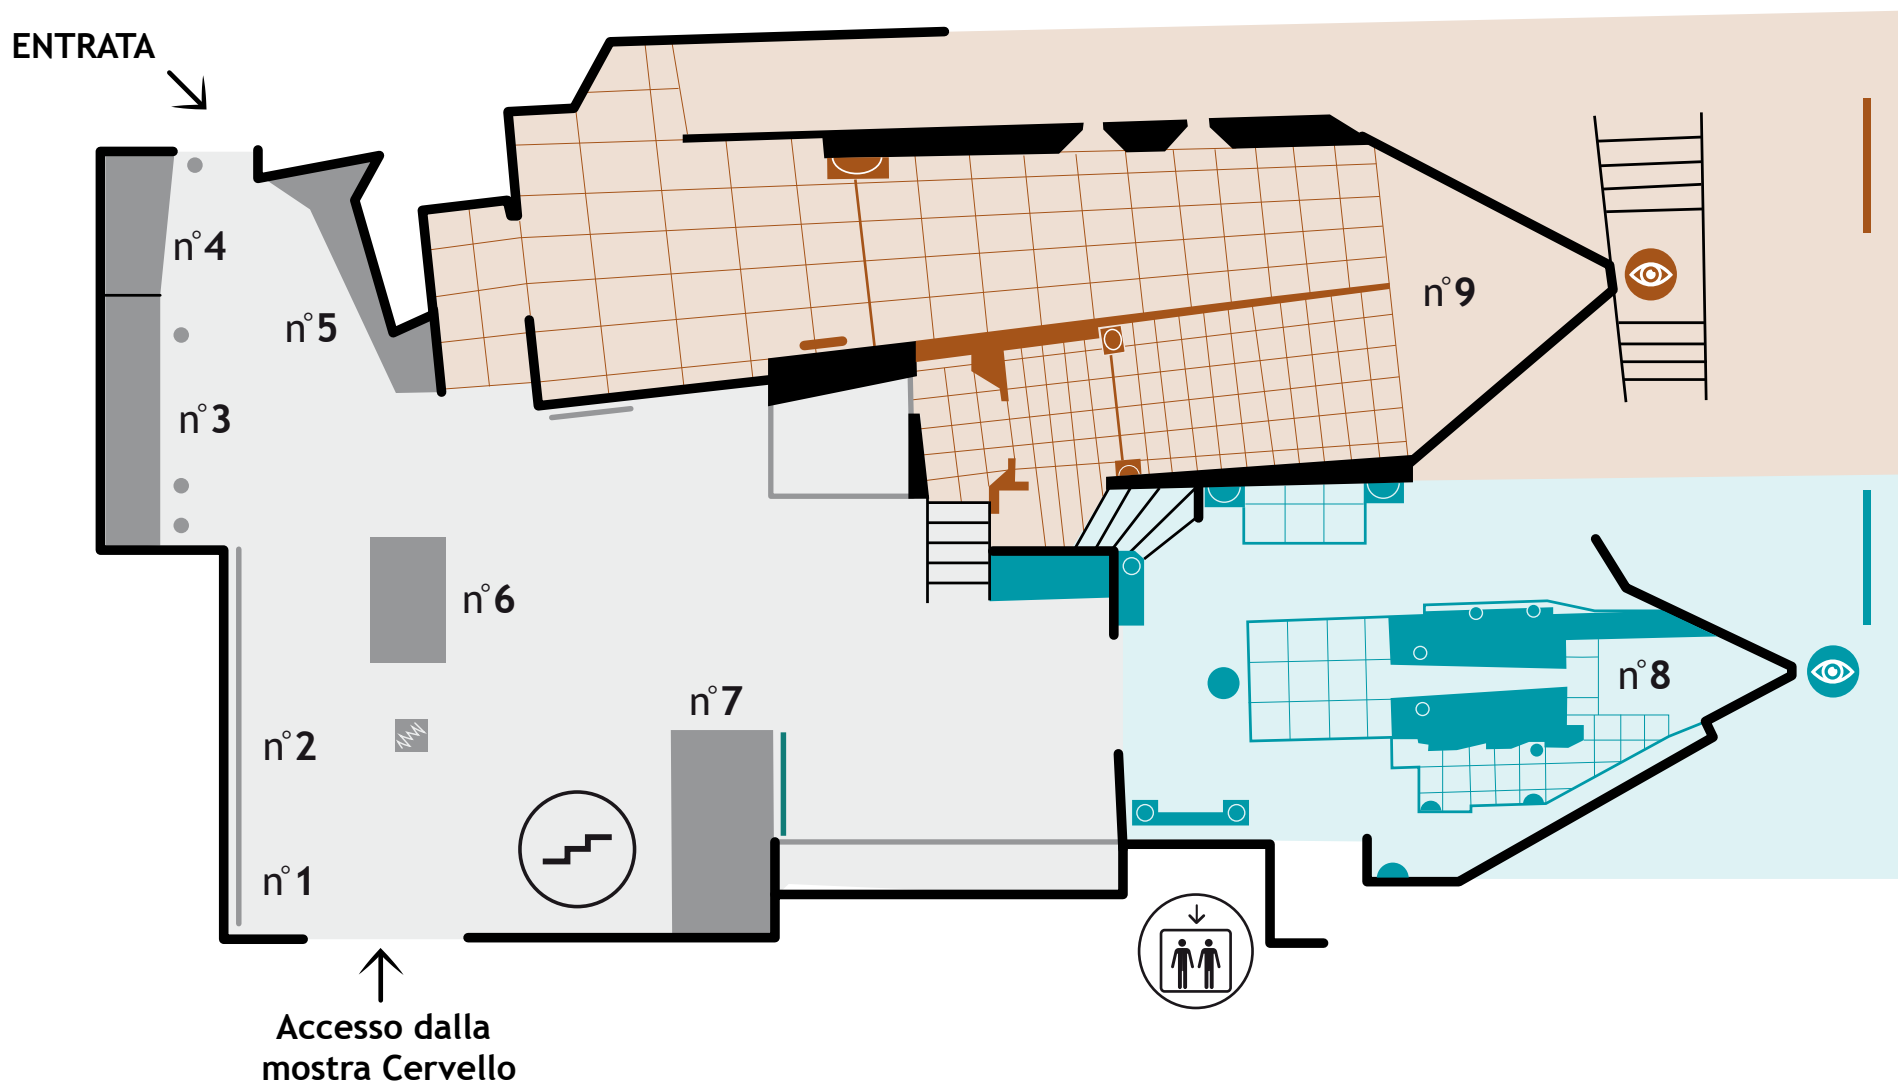 ENTRATA
n°4
n°5
n°9
n°3
n°6
n°8
n°7
n°2
n°1
Accesso dalla
mostra Cervello